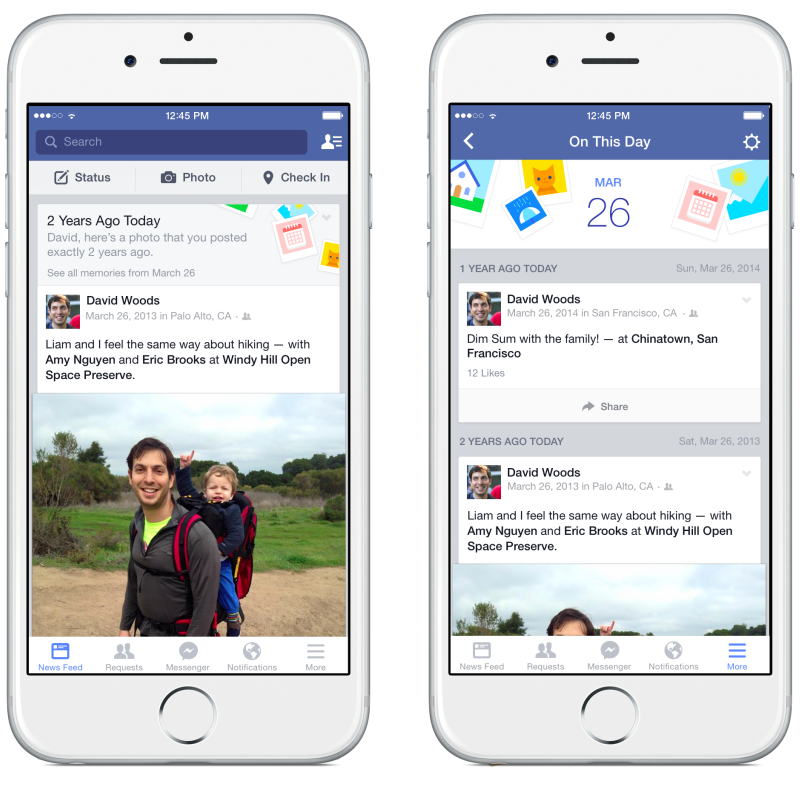 12:45 PM
Search
Status
Photo
Check In
2 Years Ago Today
David, here's a photo that you posted
exactly 2 years ago.
See all memories from March 26
David Woods
March 26, 2013 in Palo Alto, CA ·
Liam and I feel the same way about hiking — with
Amy Nguyen and Eric Brooks at Windy Hill Open
Space Preserve.
News Feed
Requests
Messenger
Notifications
More
12:45 PM
On This Day
MAR
26
1 YEAR AGO TODAY
Sun, Mar 26, 2014
David Woods
March 26, 2014 in San Francisco, CA ·
Dim Sum with the family! — at Chinatown, San
Francisco
12 Likes
Share
2 YEARS AGO TODAY
Sat, Mar 26, 2013
David Woods
March 26, 2013 in Palo Alto, CA ·
Liam and I feel the same way about hiking — with
Amy Nguyen and Eric Brooks at Windy Hill Open
Space Preserve.
News Feed
Requests
Messenger
Notifications
More